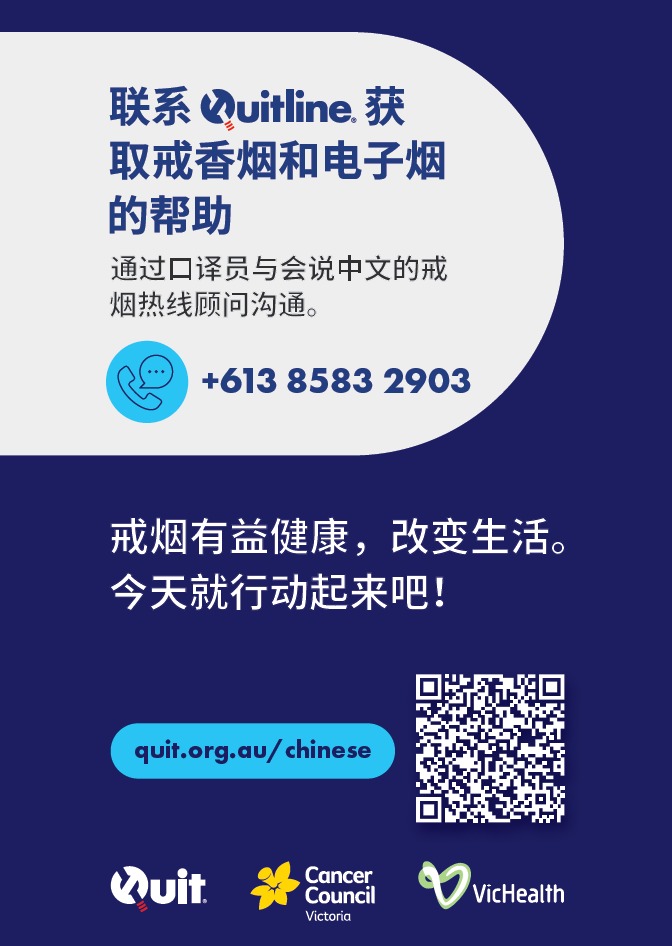 联系 Quitline® 获
取戒香烟和电子烟
的帮助
通过口译员与会说中文的戒
烟热线顾问沟通。
+613 8583 2903
戒烟有益健康，改变生活。
今天就行动起来吧！
quit.org.au/chinese
Quit®
Cancer
Council
Victoria
VicHealth